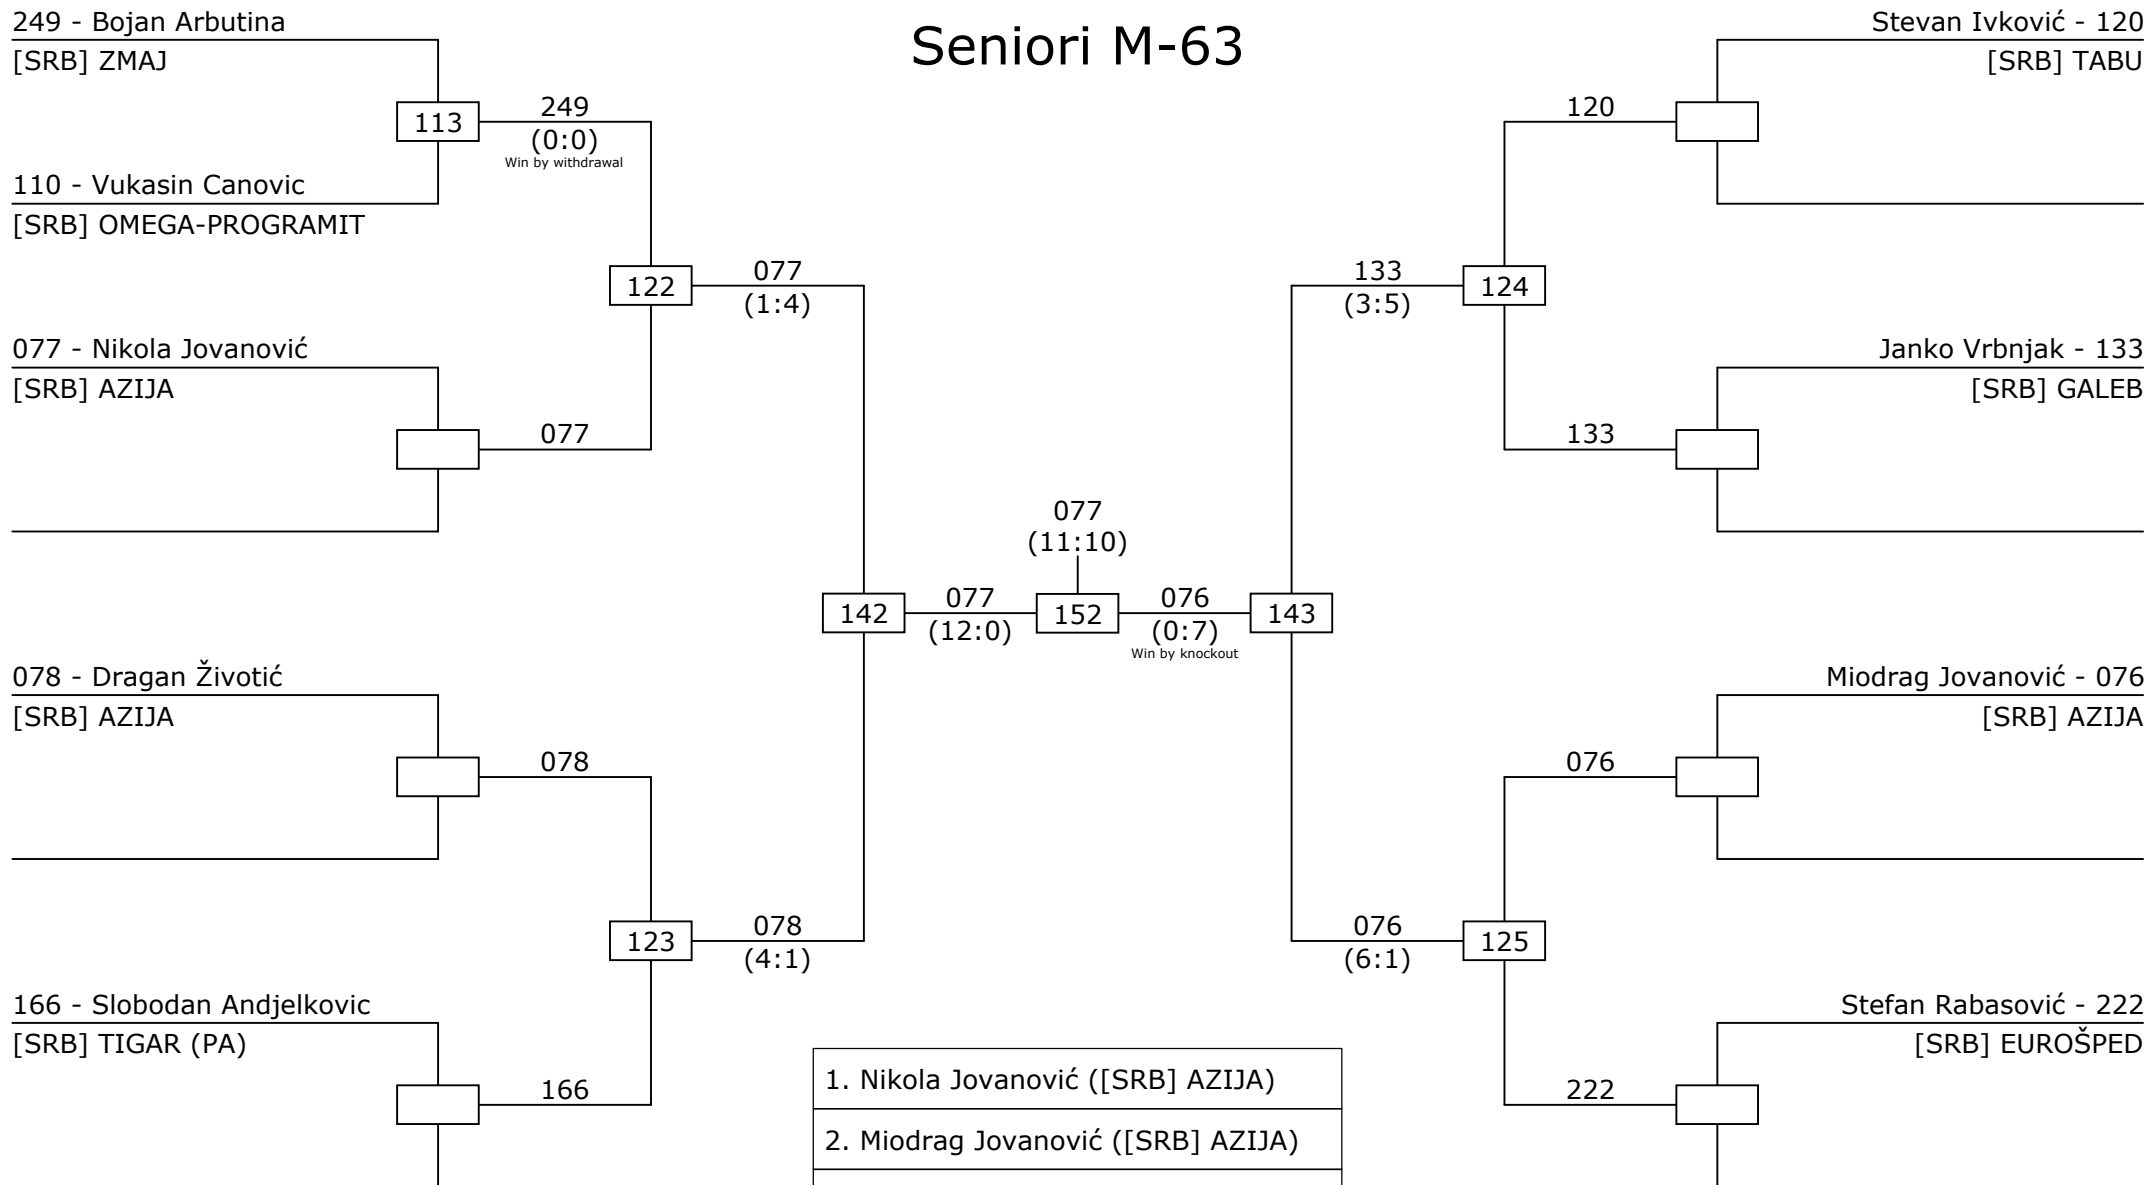 Seniori M-63
249 - Bojan Arbutina
[SRB] ZMAJ
113
249
(0:0)
Win by withdrawal
110 - Vukasin Canovic
[SRB] OMEGA-PROGRAMIT
122
077
(1:4)
077 - Nikola Jovanović
[SRB] AZIJA
077
142
077
(12:0)
078 - Dragan Životić
[SRB] AZIJA
078
123
078
(4:1)
166 - Slobodan Andjelkovic
[SRB] TIGAR (PA)
166
077
(11:10)
152
Stevan Ivković - 120
[SRB] TABU
120
133
(3:5)
124
Janko Vrbnjak - 133
[SRB] GALEB
133
076
(0:7)
Win by knockout
143
Miodrag Jovanović - 076
[SRB] AZIJA
076
076
(6:1)
125
Stefan Rabasović - 222
[SRB] EUROŠPED
222
1. Nikola Jovanović ([SRB] AZIJA)
2. Miodrag Jovanović ([SRB] AZIJA)